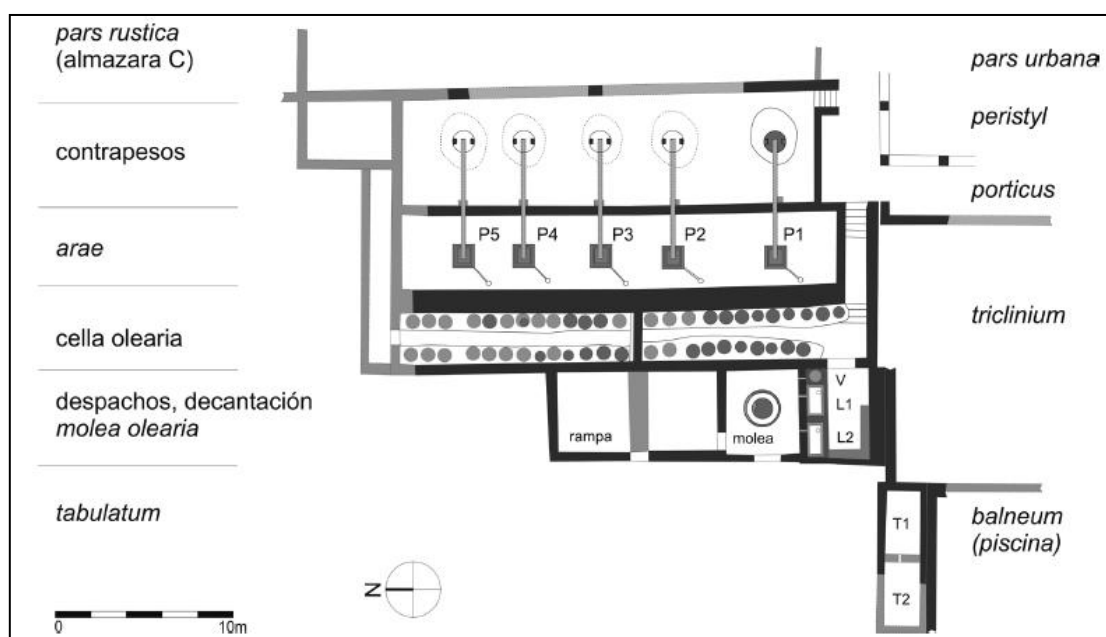 pars rustica
(almazara C)
contrapesos
arae
cella olearia
despachos, decantación
molea olearia
tabulatum
P5
P4
P3
P2
P1
rampa
molea
V
L1
L2
T1
T2
pars urbana
peristyl
porticus
triclinium
balneum
(piscina)
N
0
10m